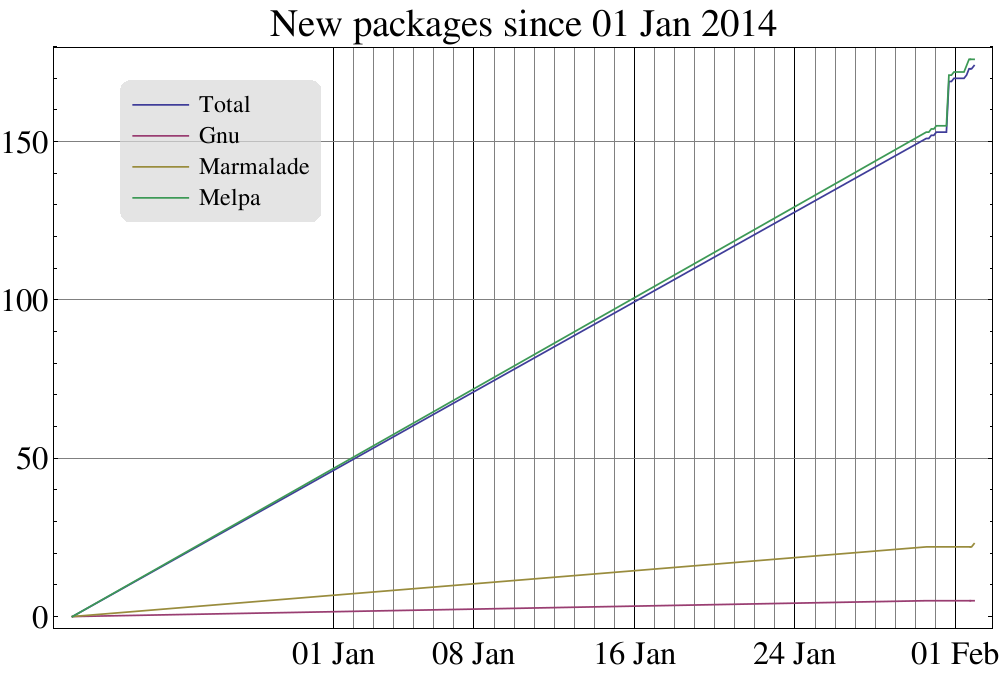 New packages since 01 Jan 2014
Total
Gnu
Marmalade
Melpa
150
100
50
0
01 Jan 08 Jan 16 Jan 24 Jan 01 Feb